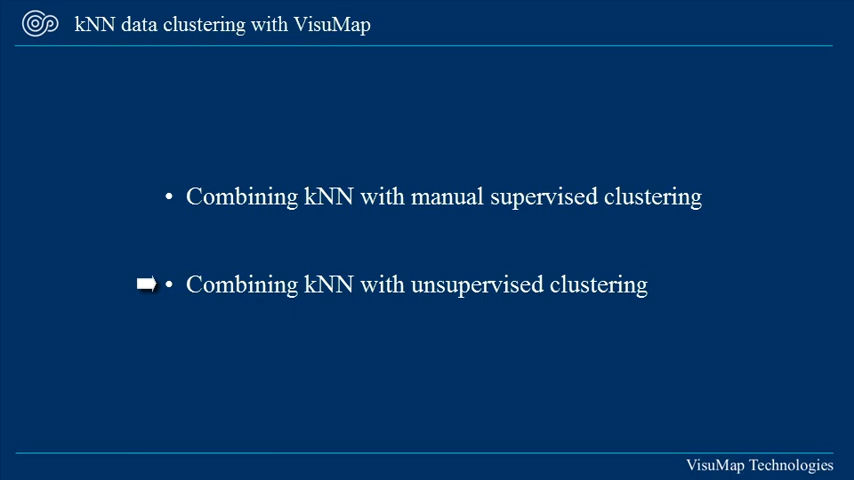 kNN data clustering with VisuMap
• Combining kNN with manual supervised clustering
• Combining kNN with unsupervised clustering
VisuMap Technologies